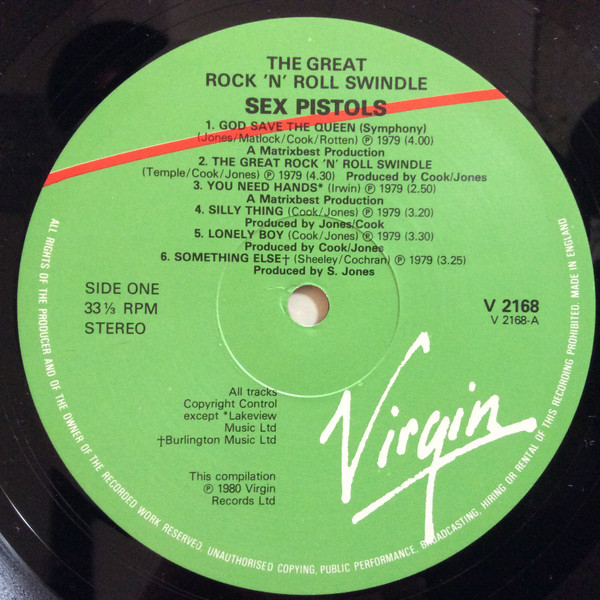 THE GREAT
ROCK 'N' ROLL SWINDLE
SEX PISTOLS
1. GOD SAVE THE QUEEN (Symphony)
(Jones/Matlock/Cook/Rotten) ℗ 1979 (4.00)
A Matrixbest Production
2. THE GREAT ROCK 'N' ROLL SWINDLE
(Temple/Cook/Jones) ℗ 1979 (4.30) Produced by Cook/Jones
3. YOU NEED HANDS* (Irwin) ℗ 1979 (2.50)
A Matrixbest Production
4. SILLY THING (Cook/Jones) ℗ 1979 (3.20)
Produced by Jones/Cook
5. LONELY BOY (Cook/Jones) ℗ 1979 (3.30)
Produced by Cook/Jones
6. SOMETHING ELSE† (Sheeley/Cochran) ℗ 1979 (3.25)
Produced by S. Jones
SIDE ONE
33⅓ RPM
STEREO
V 2168
V 2168-A
All tracks
Copyright Control
except *Lakeview
Music Ltd
†Burlington Music Ltd
This compilation
℗ 1980 Virgin
Records Ltd
Virgin
ALL RIGHTS OF THE PRODUCER AND OF THE OWNER OF THE RECORDED WORK RESERVED. UNAUTHORISED COPYING, PUBLIC PERFORMANCE, BROADCASTING, HIRING OR RENTAL OF THIS RECORDING PROHIBITED. MADE IN ENGLAND